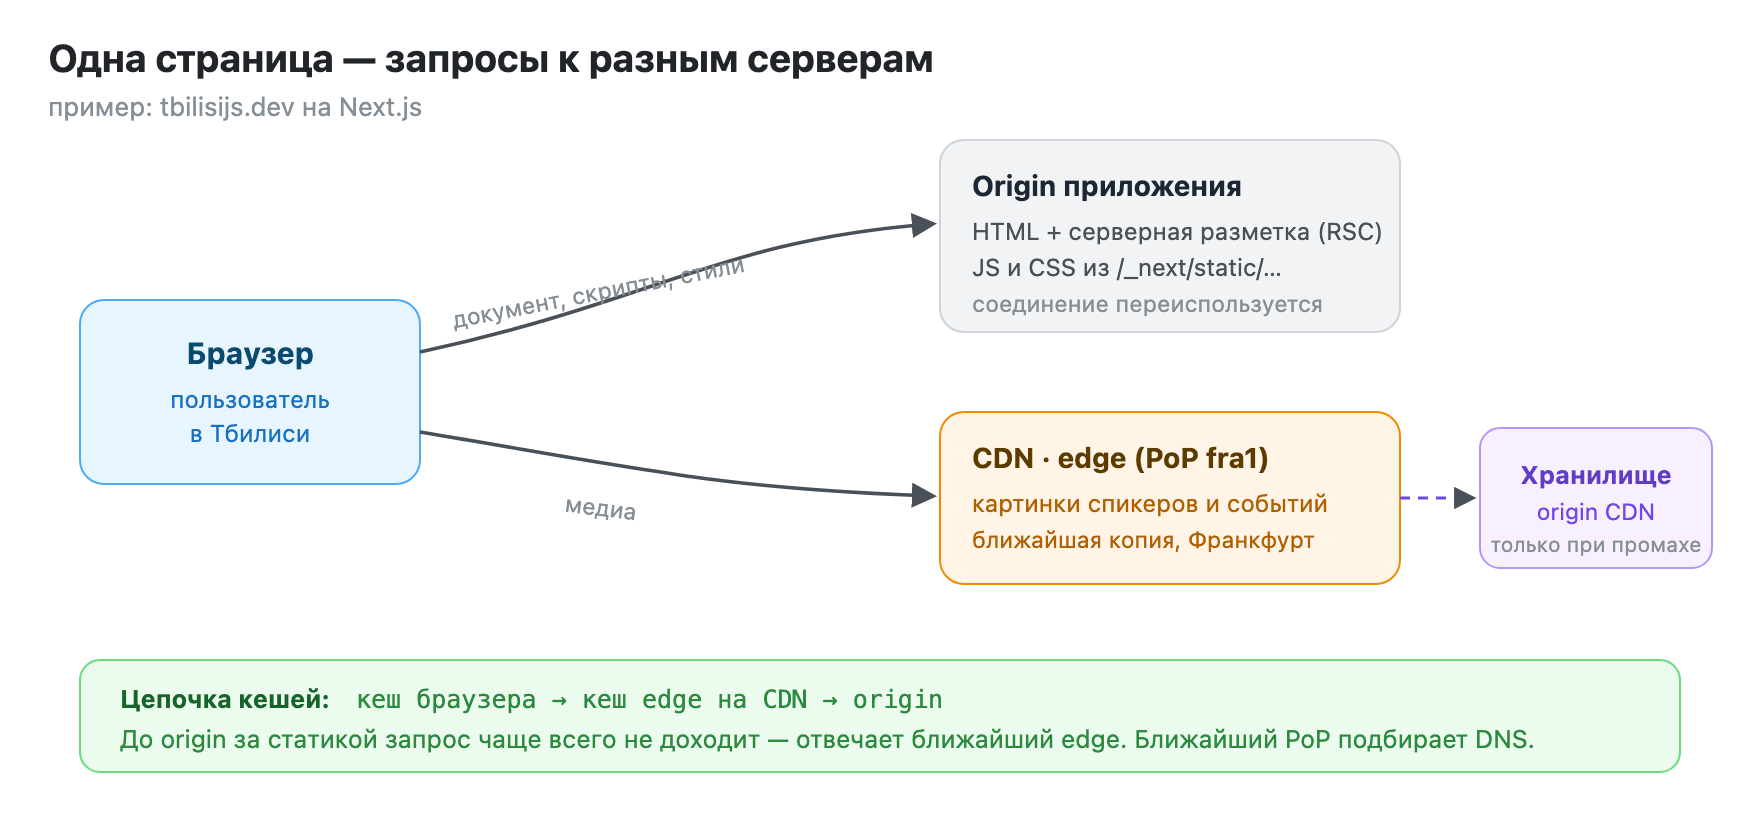 Одна страница — запросы к разным серверам
пример: tbilisijs.dev на Next.js
Браузер
пользователь
в Тбилиси
документ, скрипты, стили
медиа
Origin приложения
HTML + серверная разметка (RSC)
JS и CSS из /_next/static/…
соединение переиспользуется
CDN · edge (PoP fra1)
картинки спикеров и событий
ближайшая копия, Франкфурт
Хранилище
origin CDN
только при промахе
Цепочка кешей: кеш браузера → кеш edge на CDN → origin
До origin за статикой запрос чаще всего не доходит — отвечает ближайший edge. Ближайший PoP подбирает DNS.